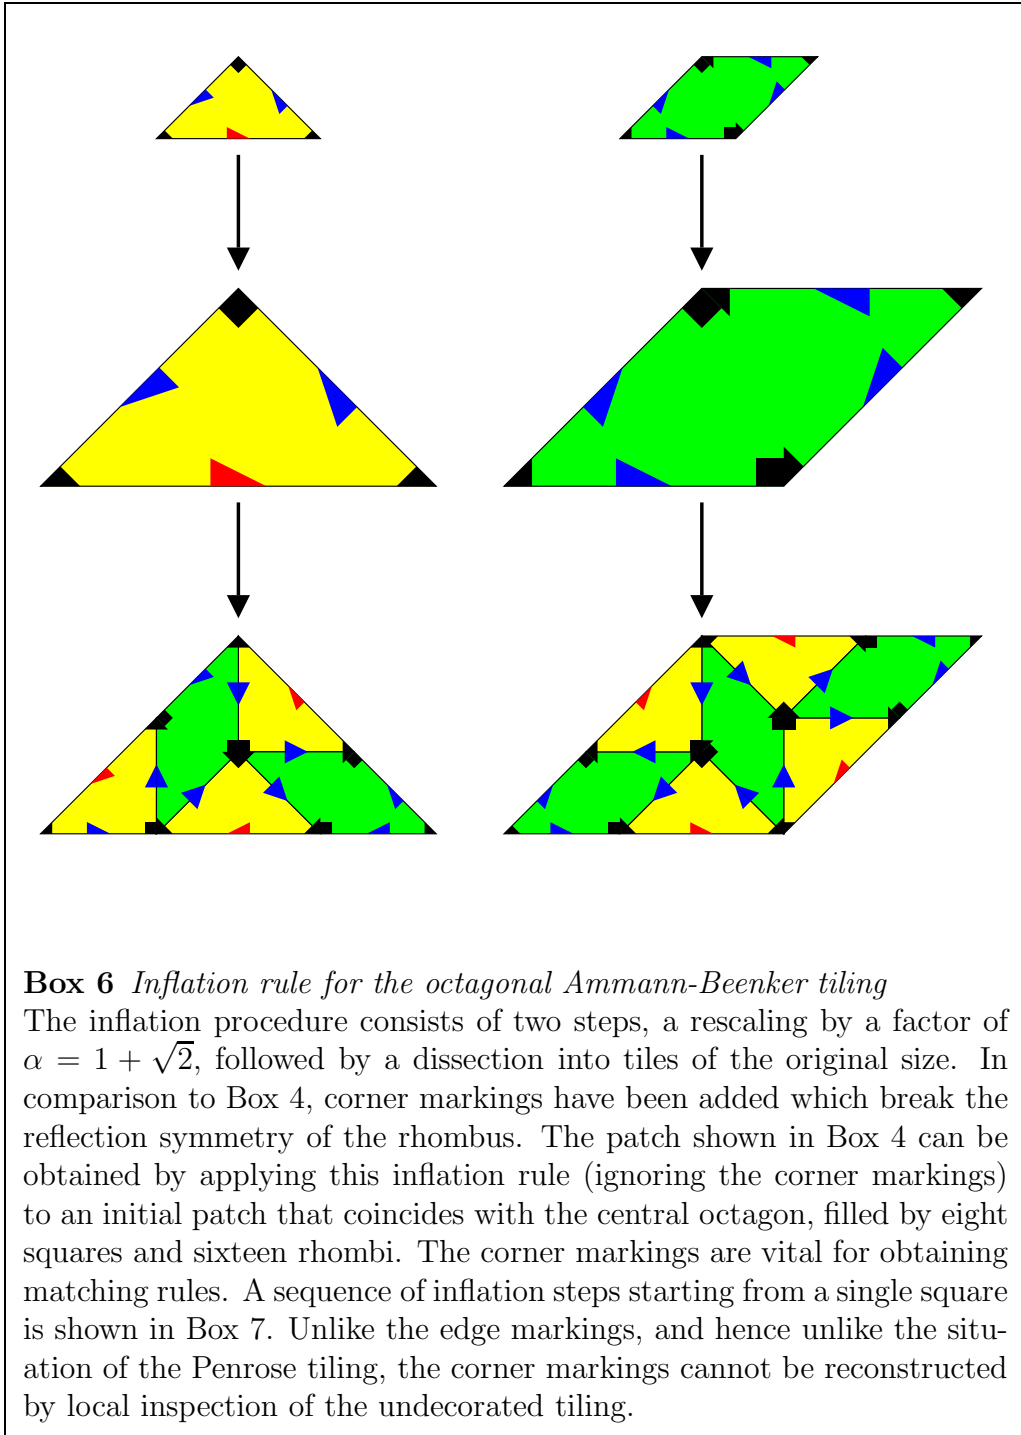 Box 6 Inflation rule for the octagonal Ammann-Beenker tiling
The inflation procedure consists of two steps, a rescaling by a factor of
α = 1 + √2, followed by a dissection into tiles of the original size. In
comparison to Box 4, corner markings have been added which break the
reflection symmetry of the rhombus. The patch shown in Box 4 can be
obtained by applying this inflation rule (ignoring the corner markings)
to an initial patch that coincides with the central octagon, filled by eight
squares and sixteen rhombi. The corner markings are vital for obtaining
matching rules. A sequence of inflation steps starting from a single square
is shown in Box 7. Unlike the edge markings, and hence unlike the situ-
ation of the Penrose tiling, the corner markings cannot be reconstructed
by local inspection of the undecorated tiling.